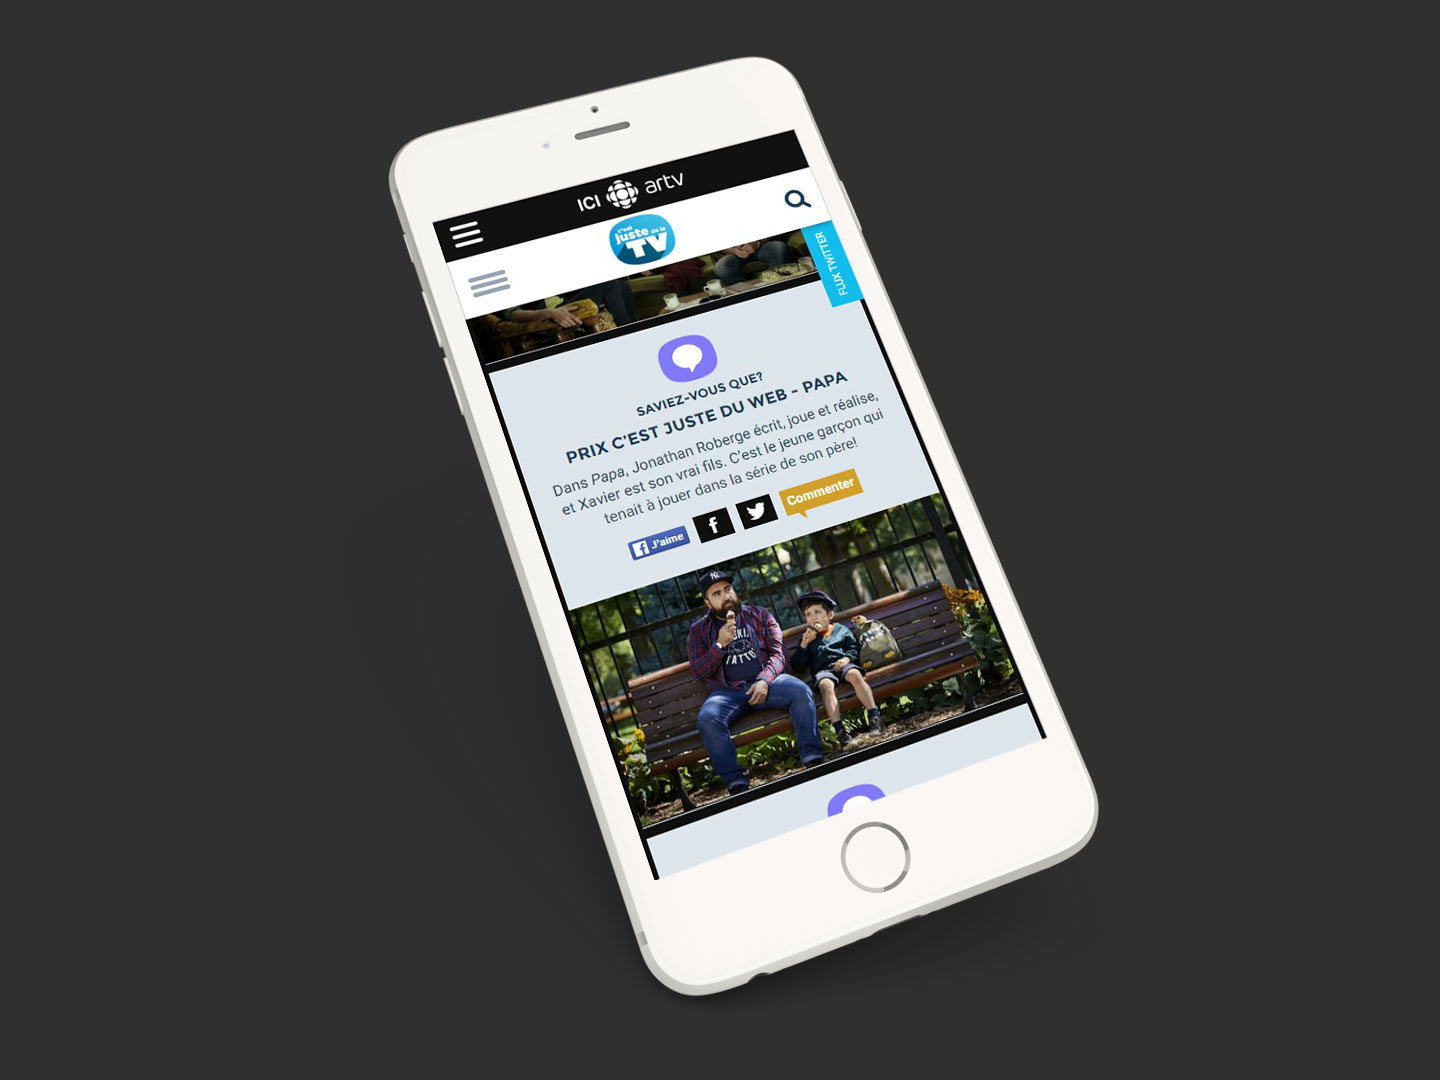 ICI artv
c'est
juste de la
TV
FLUX TWITTER
SAVIEZ-VOUS QUE?
PRIX C'EST JUSTE DU WEB - PAPA
Dans Papa, Jonathan Roberge écrit, joue et réalise,
et Xavier est son vrai fils. C'est le jeune garçon qui
tenait à jouer dans la série de son père!
J'aime
Commenter
NY